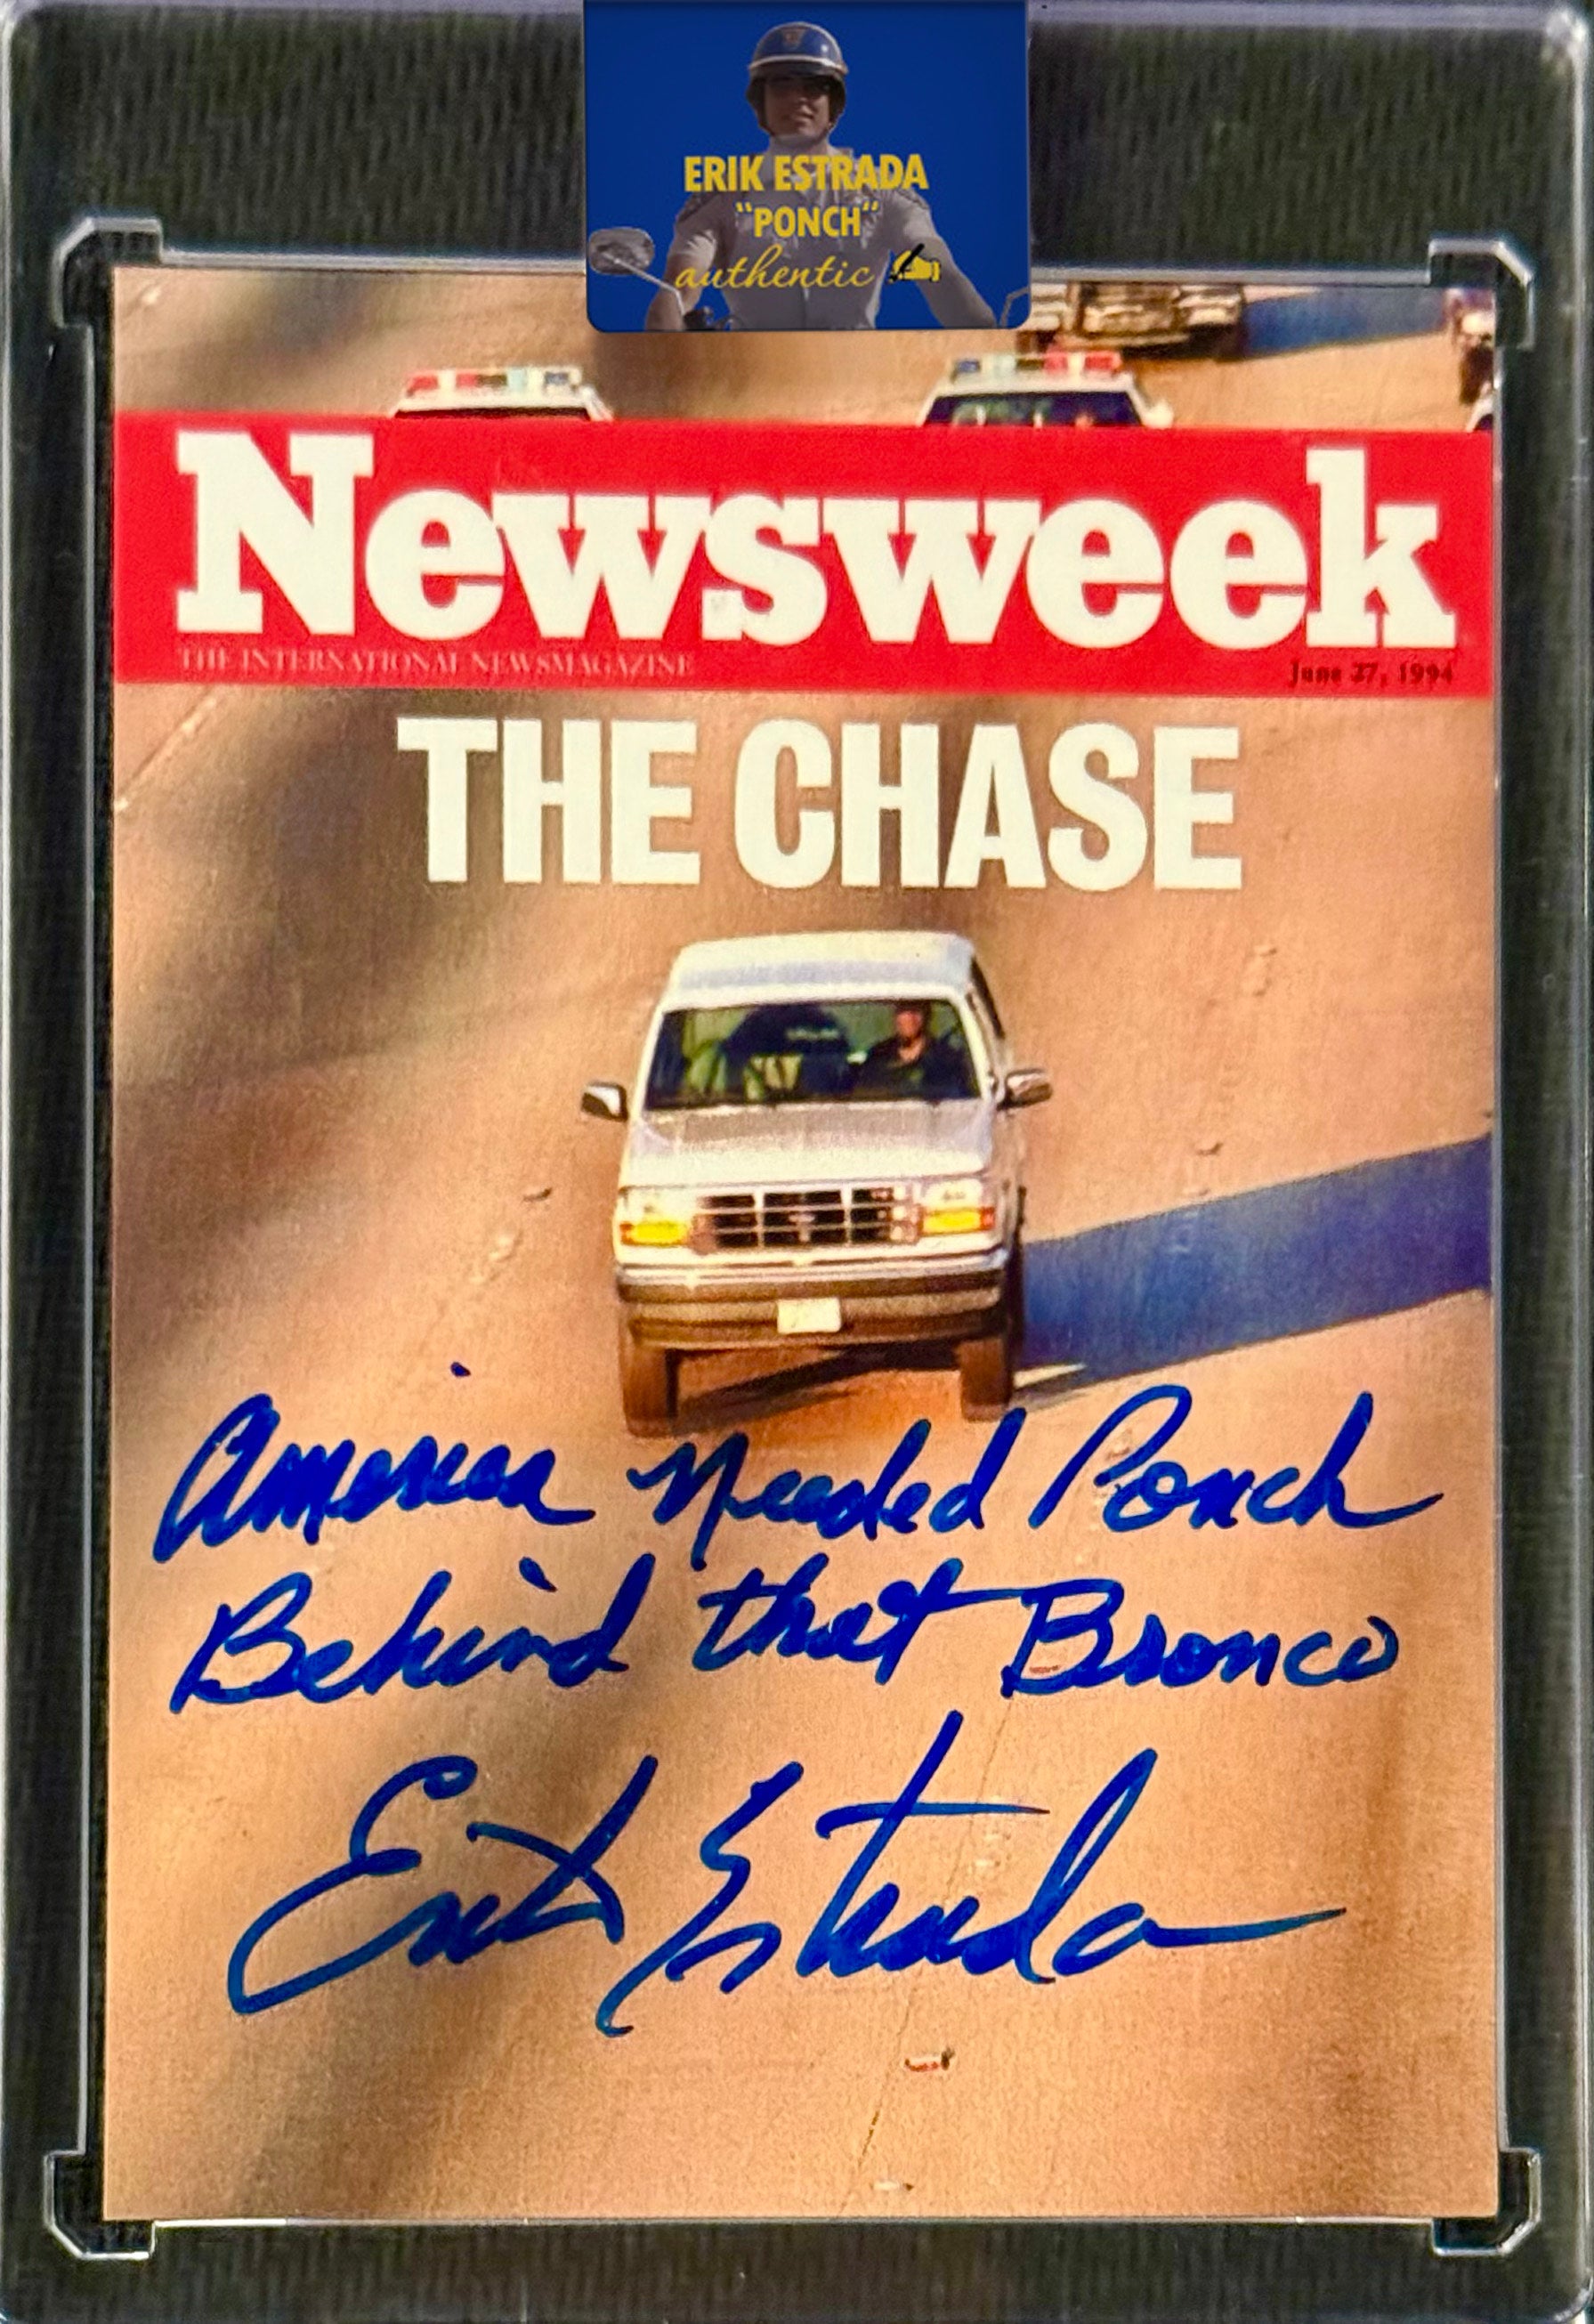 ERIK ESTRADA
"PONCH"
authentic
Newsweek
THE INTERNATIONAL NEWSMAGAZINE
June 27, 1994
THE CHASE
America Needed Ponch
Behind that Bronco
Erik Estrada